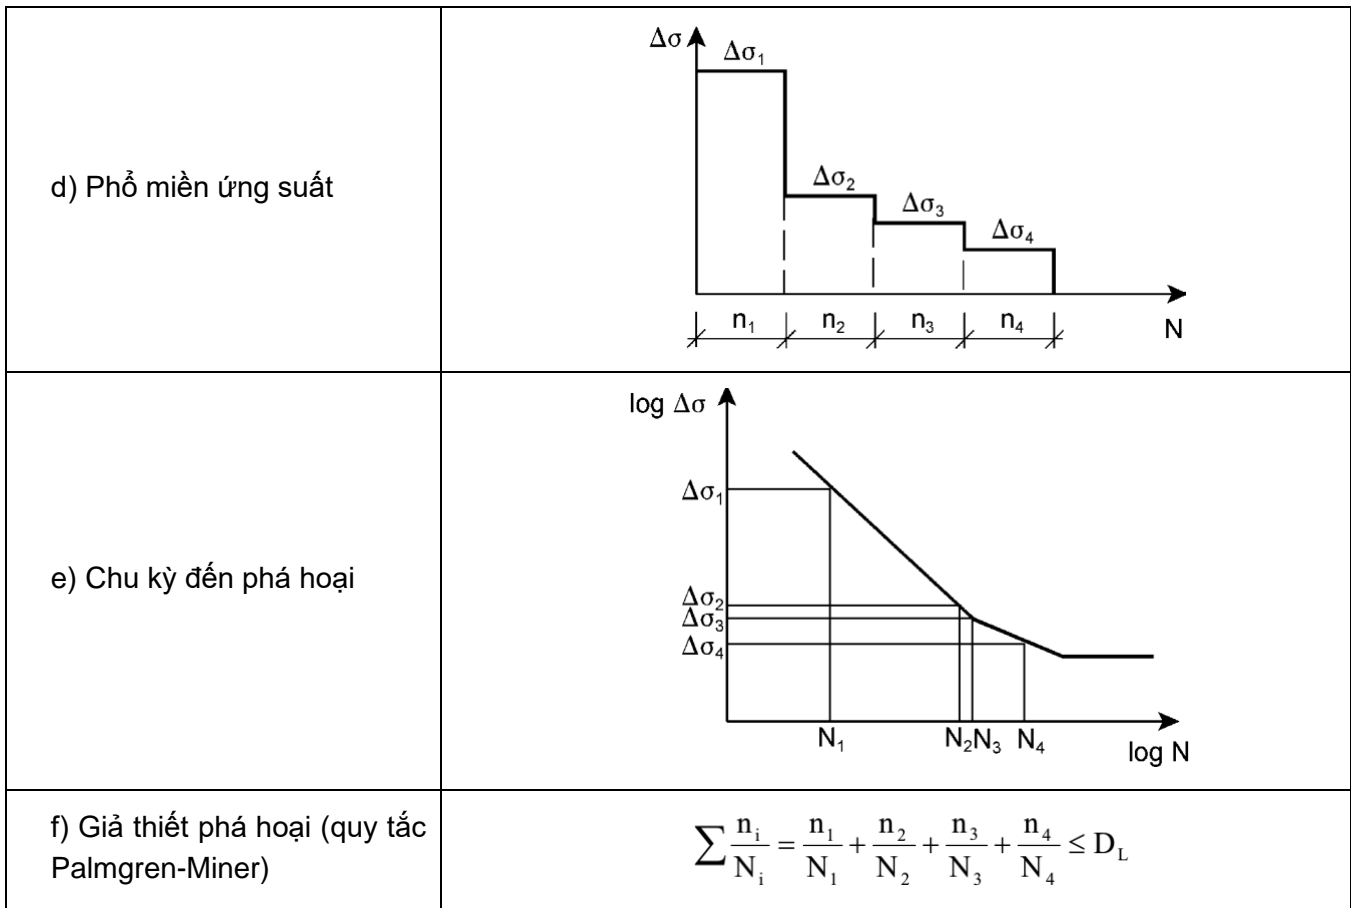 d) Phổ miền ứng suất
Δσ
Δσ₁
Δσ₂
Δσ₃
Δσ₄
n₁ n₂ n₃ n₄
N
e) Chu kỳ đến phá hoại
log Δσ
Δσ₁
Δσ₂
Δσ₃
Δσ₄
N₁ N₂N₃ N₄
log N
f) Giả thiết phá hoại (quy tắc
Palmgren-Miner)
∑ nᵢ/Nᵢ = n₁/N₁ + n₂/N₂ + n₃/N₃ + n₄/N₄ ≤ D_L